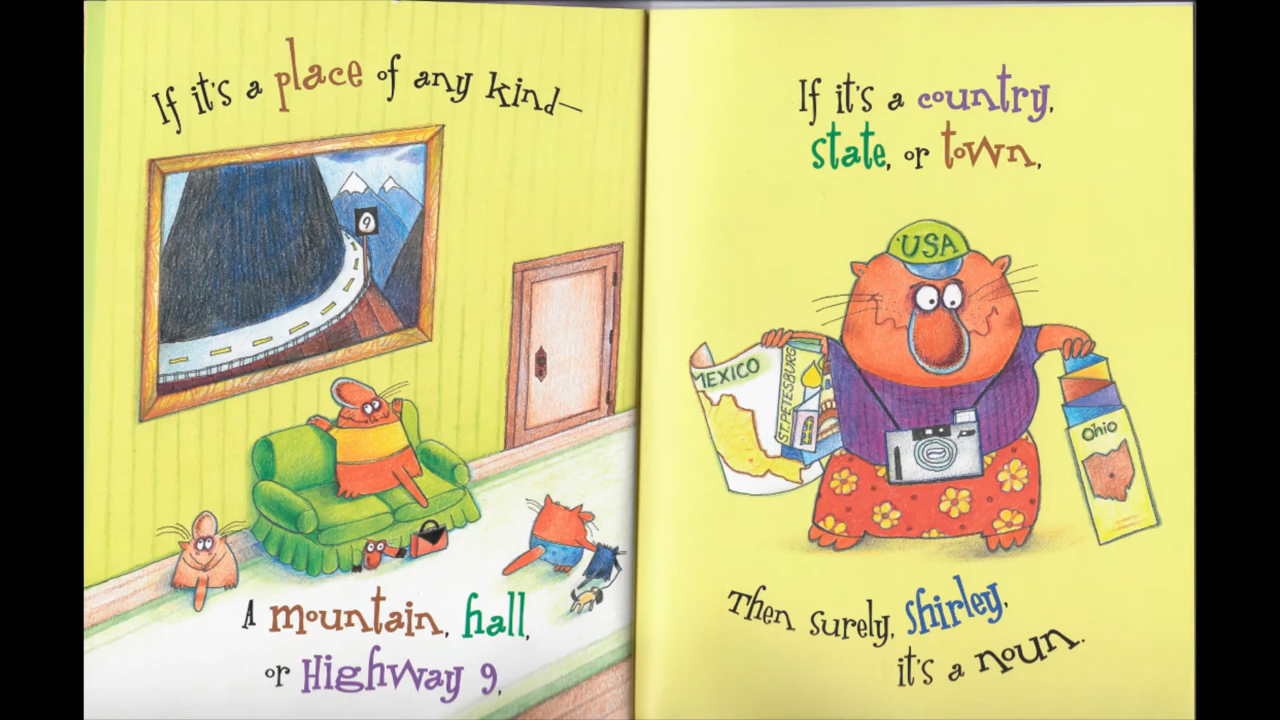 If it's a place of any kind—
9
A mountain, hall,
or Highway 9,
If it's a country,
state, or town,
USA
MEXICO
ST. PETESBURG
Ohio
Then surely, shirley,
it's a noun.